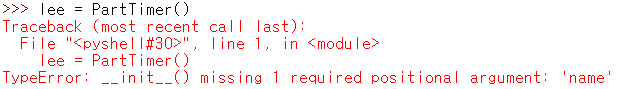 >>> lee = PartTimer()
Traceback (most recent call last):
  File "<pyshell#30>", line 1, in <module>
    lee = PartTimer()
TypeError: __init__() missing 1 required positional argument: 'name'